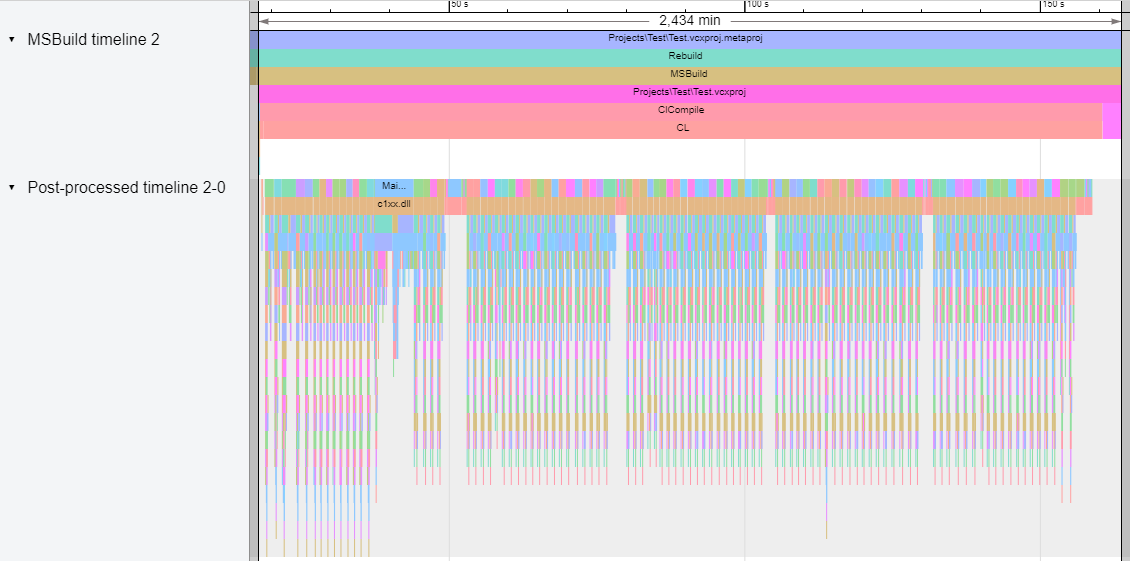 50 s 100 s 150 s
2,434 min
▾ MSBuild timeline 2
Projects\Test\Test.vcxproj.metaproj
Rebuild
MSBuild
Projects\Test\Test.vcxproj
ClCompile
CL
▾ Post-processed timeline 2-0
Mai...
c1xx.dll